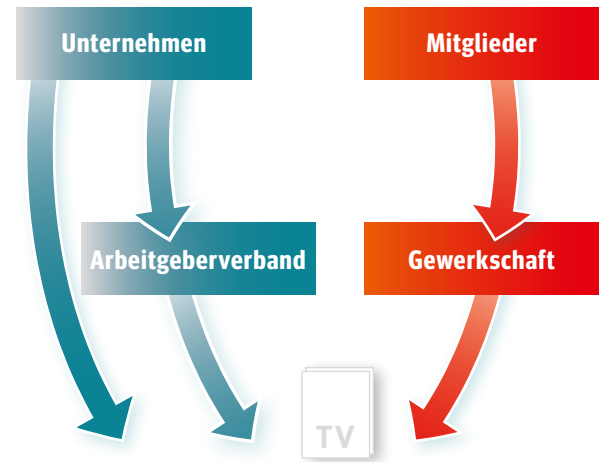 Unternehmen
Mitglieder
Arbeitgeberverband
Gewerkschaft
TV